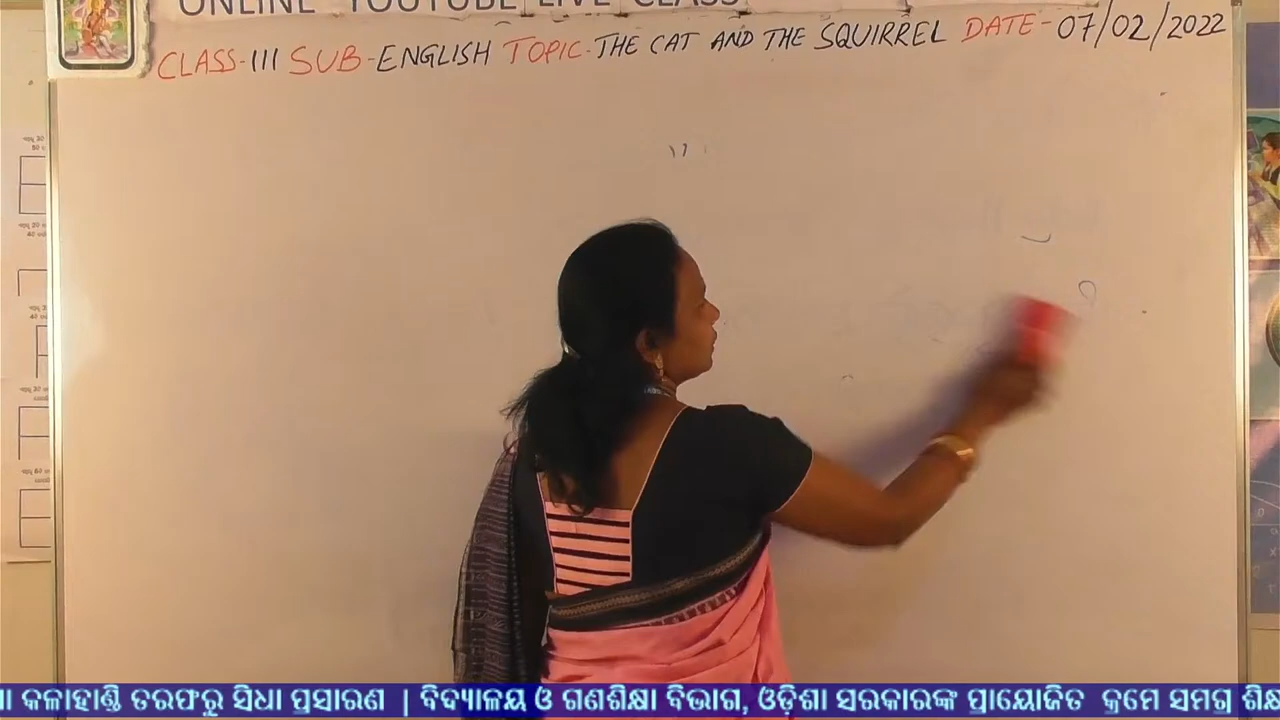 ONLINE YOUTUBE LIVE CLASS
CLASS-III SUB-ENGLISH TOPIC-THE CAT AND THE SQUIRREL DATE-07/02/2022
କଳାହାଣ୍ଡି ତରଫରୁ ସିଧା ପ୍ରସାରଣ | ବିଦ୍ୟାଳୟ ଓ ଗଣଶିକ୍ଷା ବିଭାଗ, ଓଡ଼ିଶା ସରକାରଙ୍କ ପ୍ରାୟୋଜିତ କ୍ରମେ ସମଗ୍ର